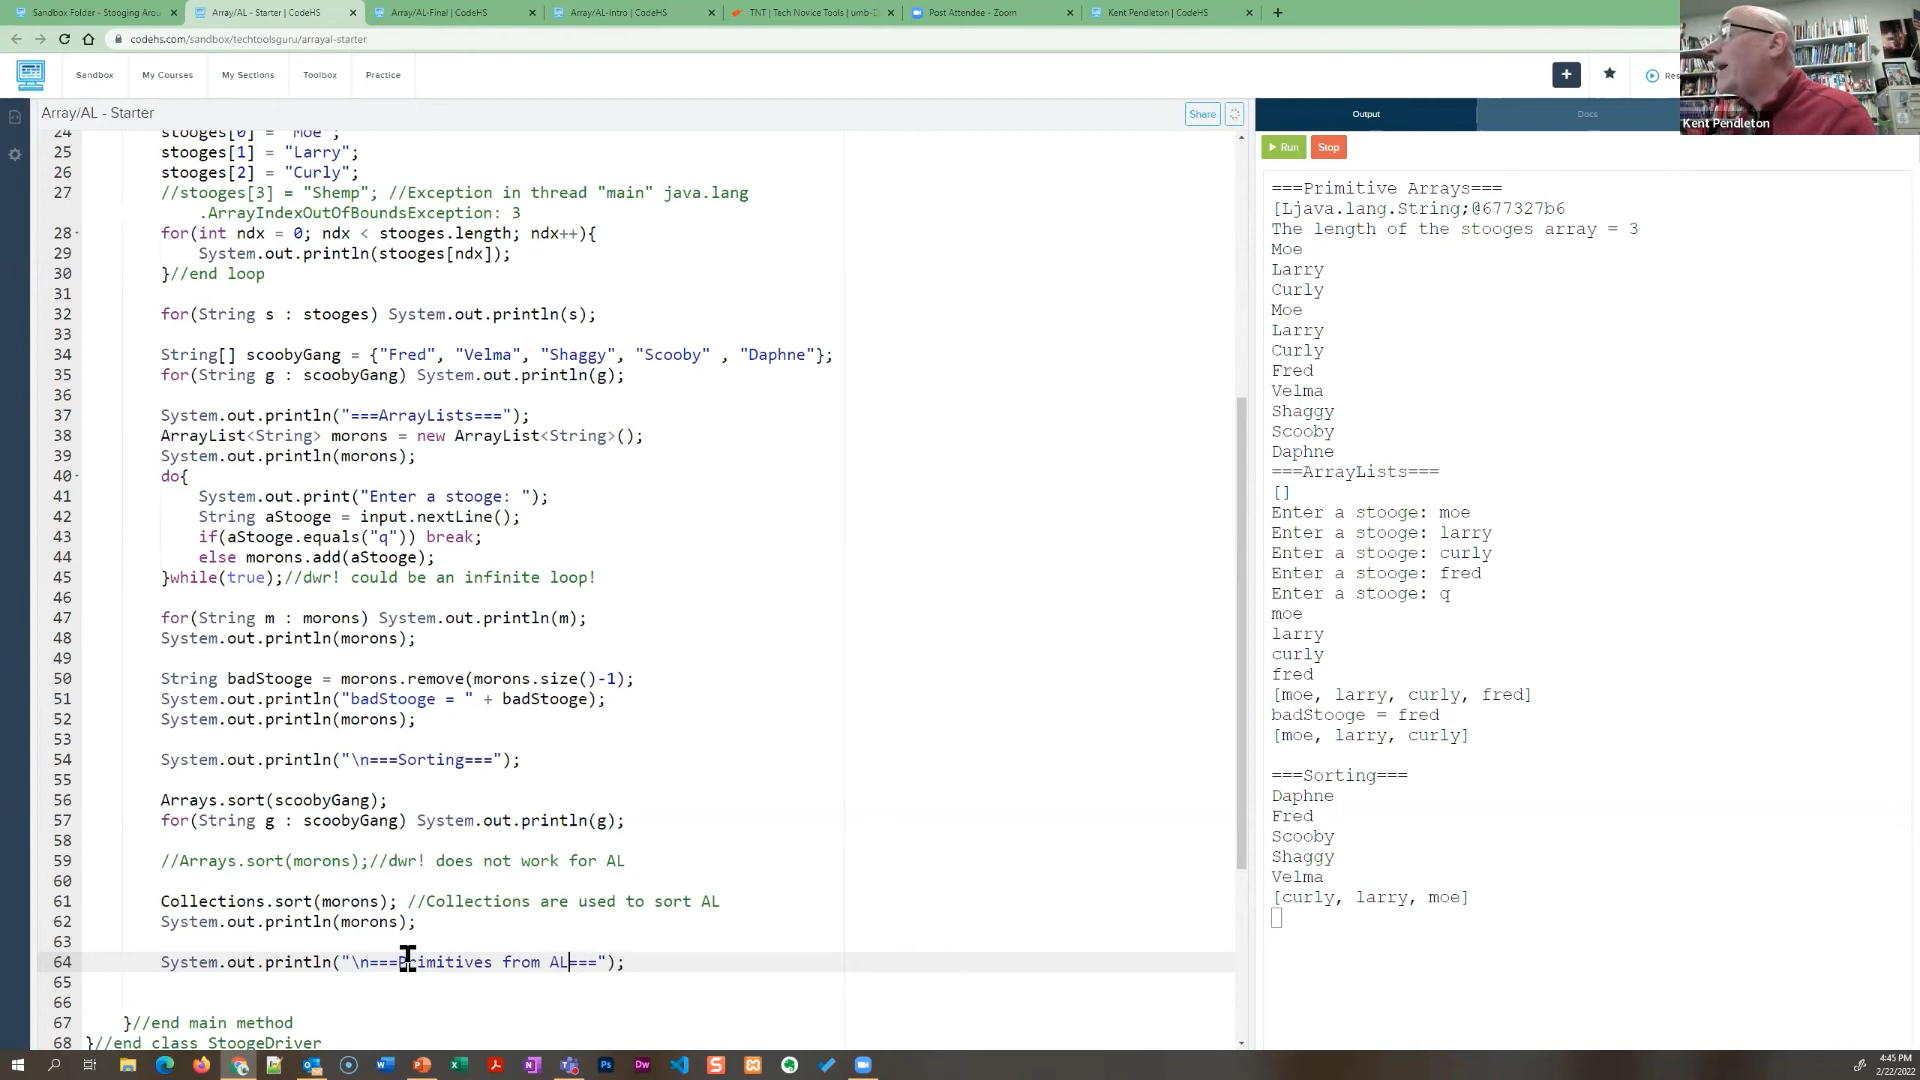 Sandbox Folder - Stooging Arou
Array/AL - Starter | CodeHS
Array/AL-Final | CodeHS
Array/AL-Intro | CodeHS
TNT | Tech Novice Tools | umb-
Post Attendee - Zoom
Kent Pendleton | CodeHS
codehs.com/sandbox/techtoolsguru/arrayal-starter
Sandbox
My Courses
My Sections
Toolbox
Practice
Array/AL - Starter
Share
Output
Docs
Kent Pendleton
Run
Stop
24 stooges[0] = "Moe";
25 stooges[1] = "Larry";
26 stooges[2] = "Curly";
27 //stooges[3] = "Shemp"; //Exception in thread "main" java.lang
.ArrayIndexOutOfBoundsException: 3
28 for(int ndx = 0; ndx < stooges.length; ndx++){
29 System.out.println(stooges[ndx]);
30 }//end loop
31
32 for(String s : stooges) System.out.println(s);
33
34 String[] scoobyGang = {"Fred", "Velma", "Shaggy", "Scooby" , "Daphne"};
35 for(String g : scoobyGang) System.out.println(g);
36
37 System.out.println("===ArrayLists===");
38 ArrayList<String> morons = new ArrayList<String>();
39 System.out.println(morons);
40 do{
41 System.out.print("Enter a stooge: ");
42 String aStooge = input.nextLine();
43 if(aStooge.equals("q")) break;
44 else morons.add(aStooge);
45 }while(true);//dwr! could be an infinite loop!
46
47 for(String m : morons) System.out.println(m);
48 System.out.println(morons);
49
50 String badStooge = morons.remove(morons.size()-1);
51 System.out.println("badStooge = " + badStooge);
52 System.out.println(morons);
53
54 System.out.println("\n===Sorting===");
55
56 Arrays.sort(scoobyGang);
57 for(String g : scoobyGang) System.out.println(g);
58
59 //Arrays.sort(morons);//dwr! does not work for AL
60
61 Collections.sort(morons); //Collections are used to sort AL
62 System.out.println(morons);
63
64 System.out.println("\n===Primitives from AL===");
65
66
67 }//end main method
68 }//end class StoogeDriver
===Primitive Arrays===
[Ljava.lang.String;@677327b6
The length of the stooges array = 3
Moe
Larry
Curly
Moe
Larry
Curly
Fred
Velma
Shaggy
Scooby
Daphne
===ArrayLists===
[]
Enter a stooge: moe
Enter a stooge: larry
Enter a stooge: curly
Enter a stooge: fred
Enter a stooge: q
moe
larry
curly
fred
[moe, larry, curly, fred]
badStooge = fred
[moe, larry, curly]
===Sorting===
Daphne
Fred
Scooby
Shaggy
Velma
[curly, larry, moe]
4:45 PM
2/22/2022